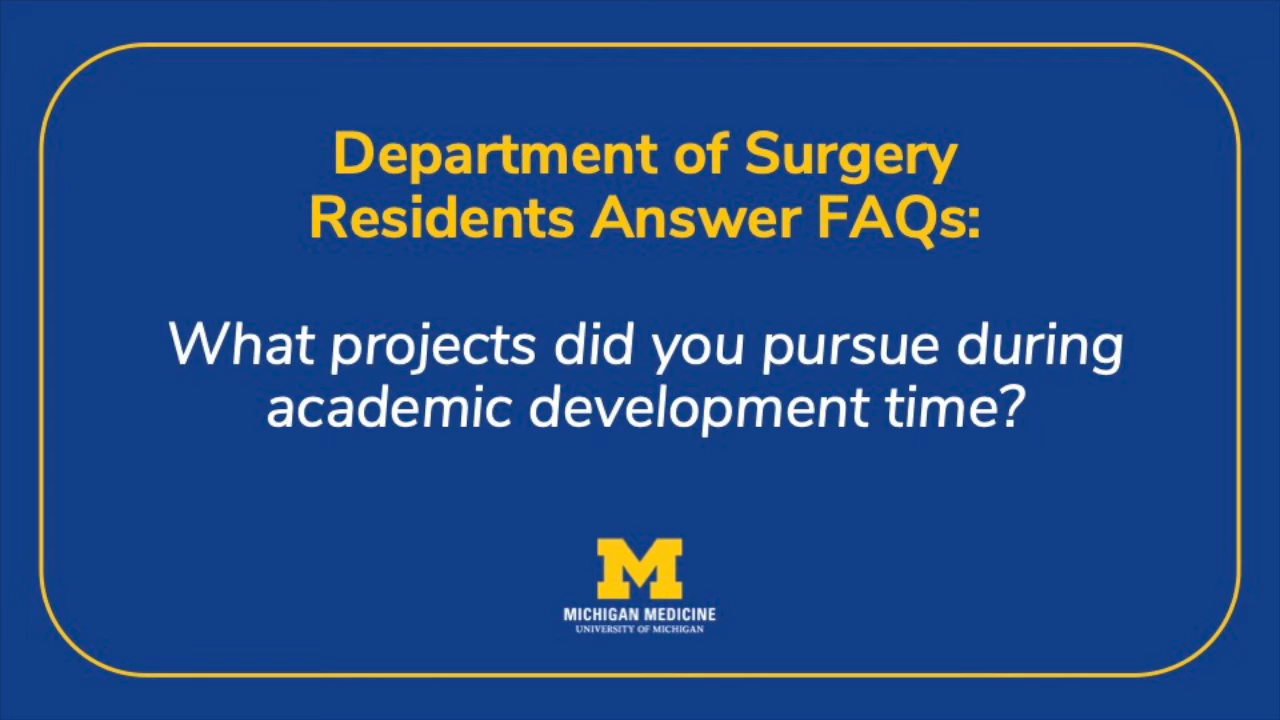 Department of Surgery
Residents Answer FAQs:
What projects did you pursue during
academic development time?
M
MICHIGAN MEDICINE
UNIVERSITY OF MICHIGAN